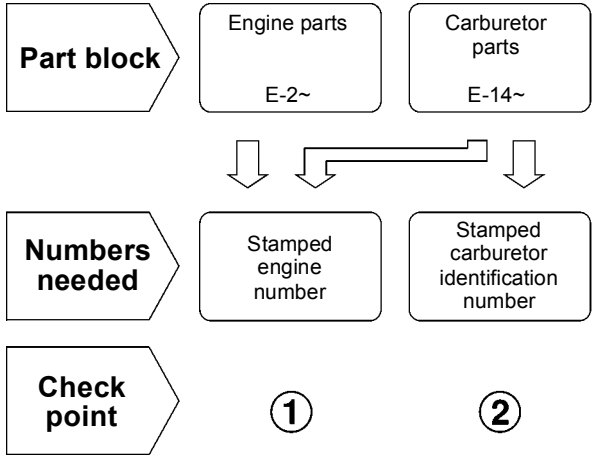 Part block
Engine parts
E-2~
Carburetor
parts
E-14~
Numbers
needed
Stamped
engine
number
Stamped
carburetor
identification
number
Check
point
①
②